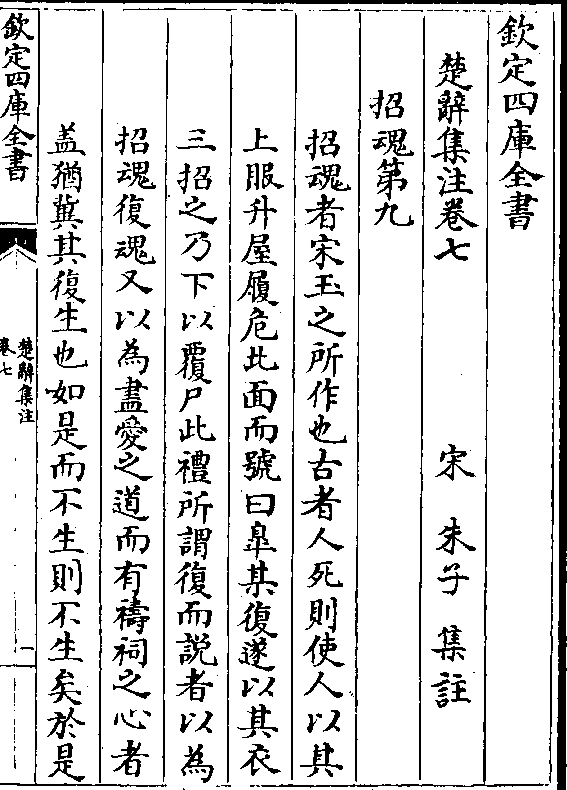 欽定四庫全書
楚辭集注卷七
宋 朱子 集註
招魂第九
招魂者宋玉之所作也古者人死則使人以其
上服升屋履危北面而號曰臯某復遂以其衣
三招之乃下以覆尸此禮所謂復而説者以為
招魂復魂又以為盡愛之道而有禱祠之心者
盖猶冀其復生也如是而不生則不生矣於是
欽定四庫全書
楚辭集注
卷七
一